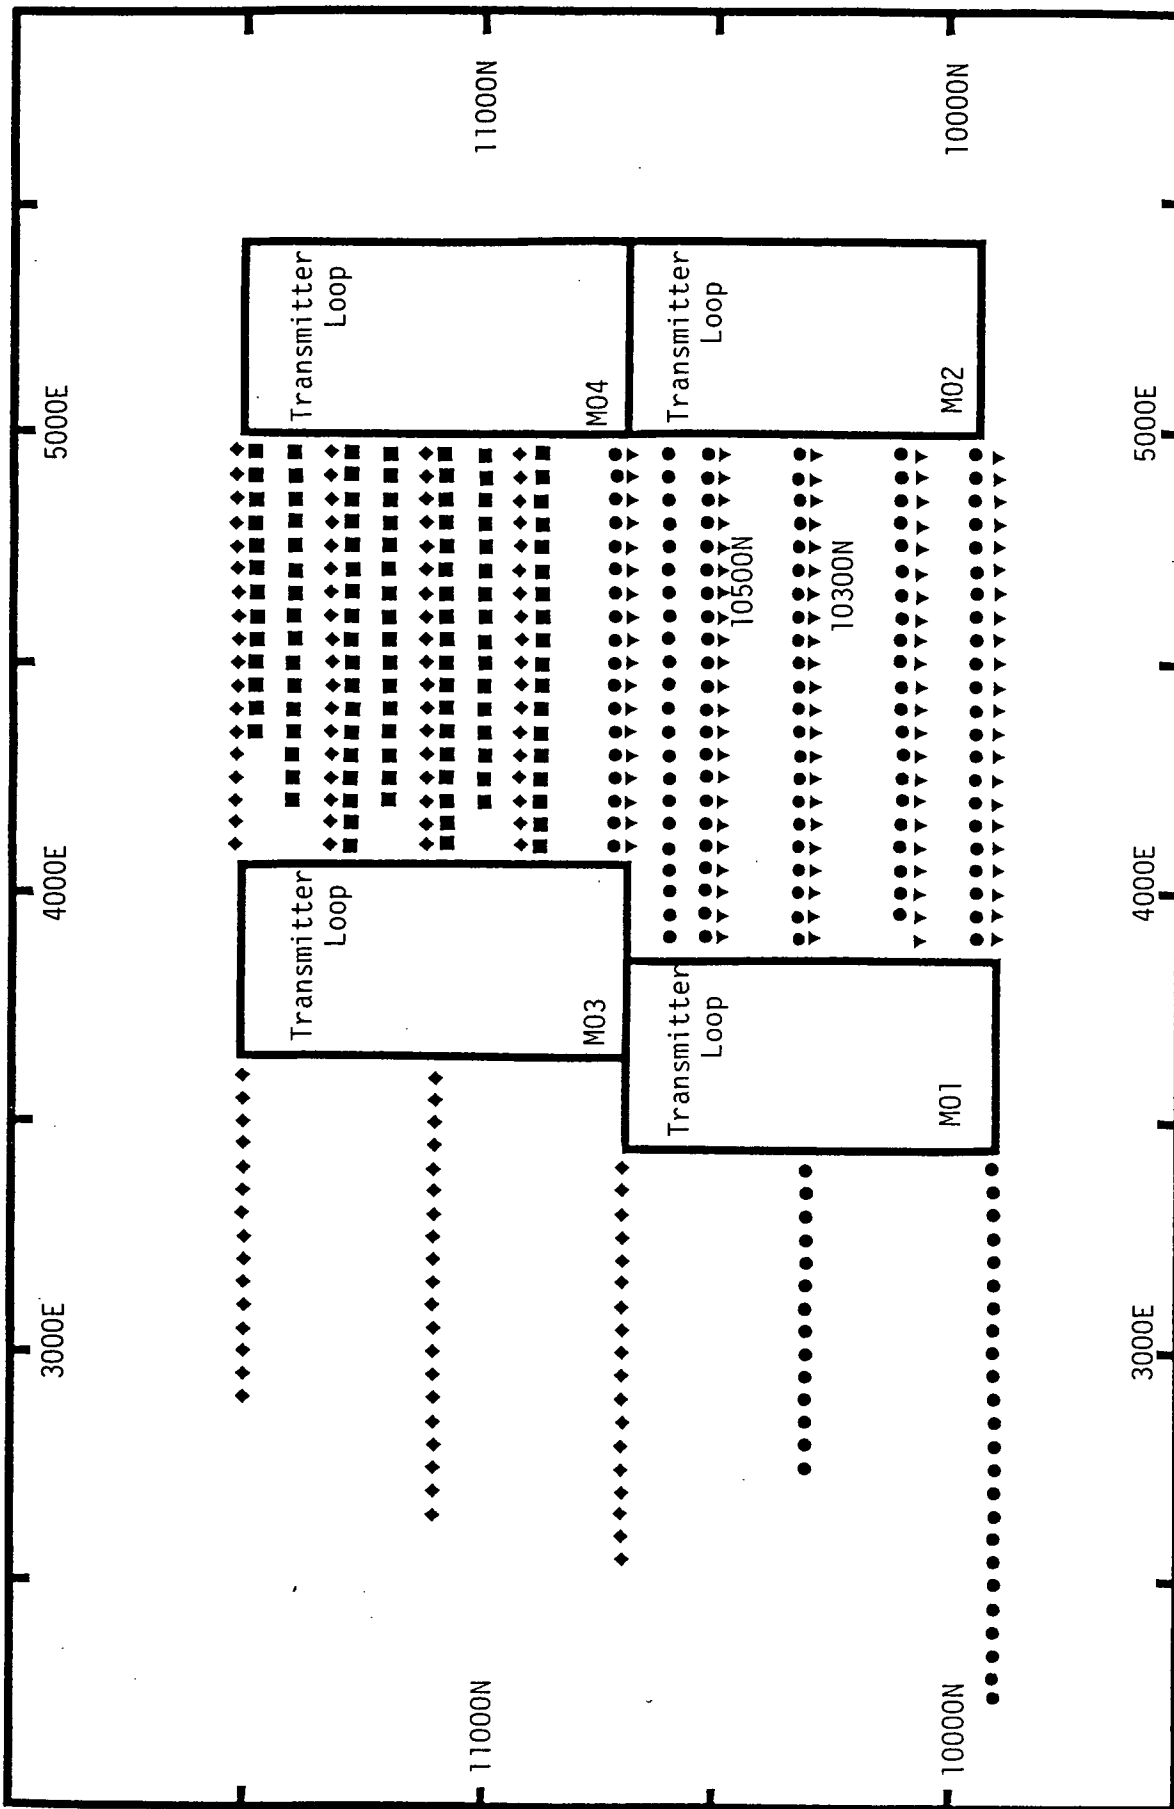 3000E
4000E
5000E
Transmitter
Loop
M03
Transmitter
Loop
M04
11000N
11000N
Transmitter
Loop
M01
Transmitter
Loop
M02
10500N
10300N
10000N
10000N
3000E
4000E
5000E